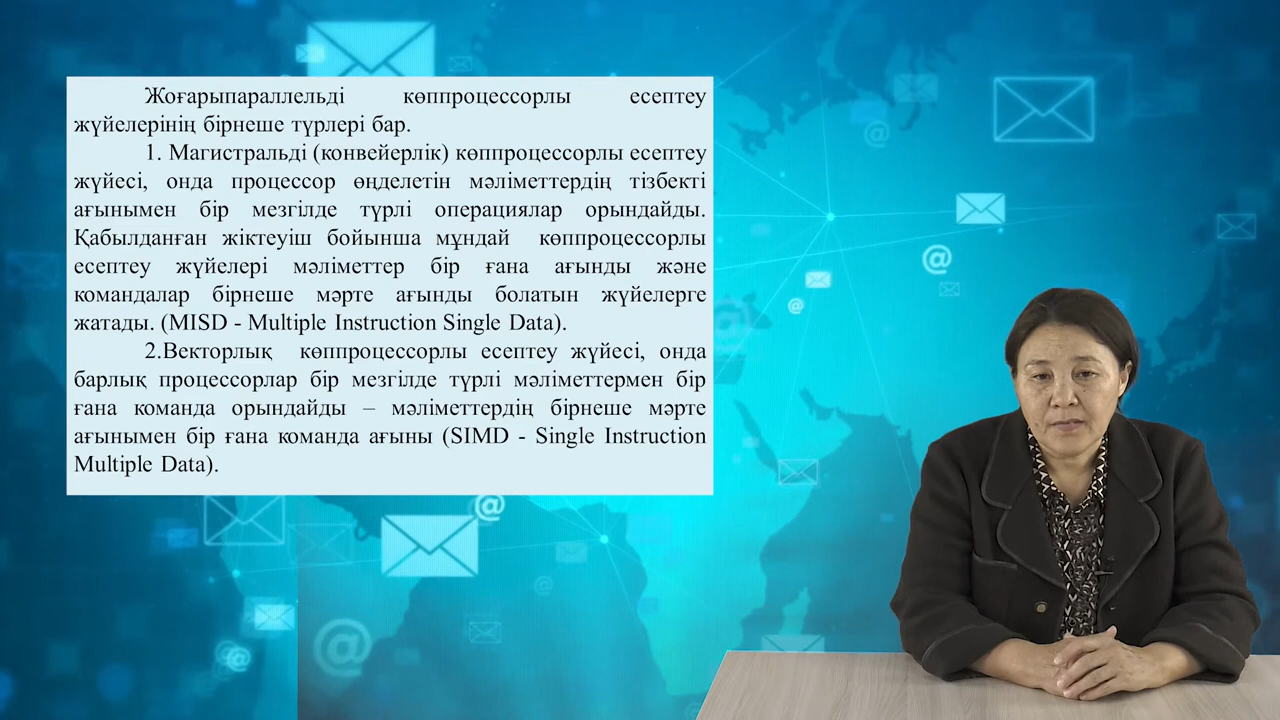 Жоғарыпараллельді көппроцессорлы есептеу
жүйелерінің бірнеше түрлері бар.
1. Магистральді (конвейерлік) көппроцессорлы есептеу
жүйесі, онда процессор өңделетін мәліметтердің тізбекті
ағынымен бір мезгілде түрлі операциялар орындайды.
Қабылданған жіктеуіш бойынша мұндай көппроцессорлы
есептеу жүйелері мәліметтер бір ғана ағынды және
командалар бірнеше мәрте ағынды болатын жүйелерге
жатады. (MISD - Multiple Instruction Single Data).
2.Векторлық көппроцессорлы есептеу жүйесі, онда
барлық процессорлар бір мезгілде түрлі мәліметтермен бір
ғана команда орындайды – мәліметтердің бірнеше мәрте
ағынымен бір ғана команда ағыны (SIMD - Single Instruction
Multiple Data).